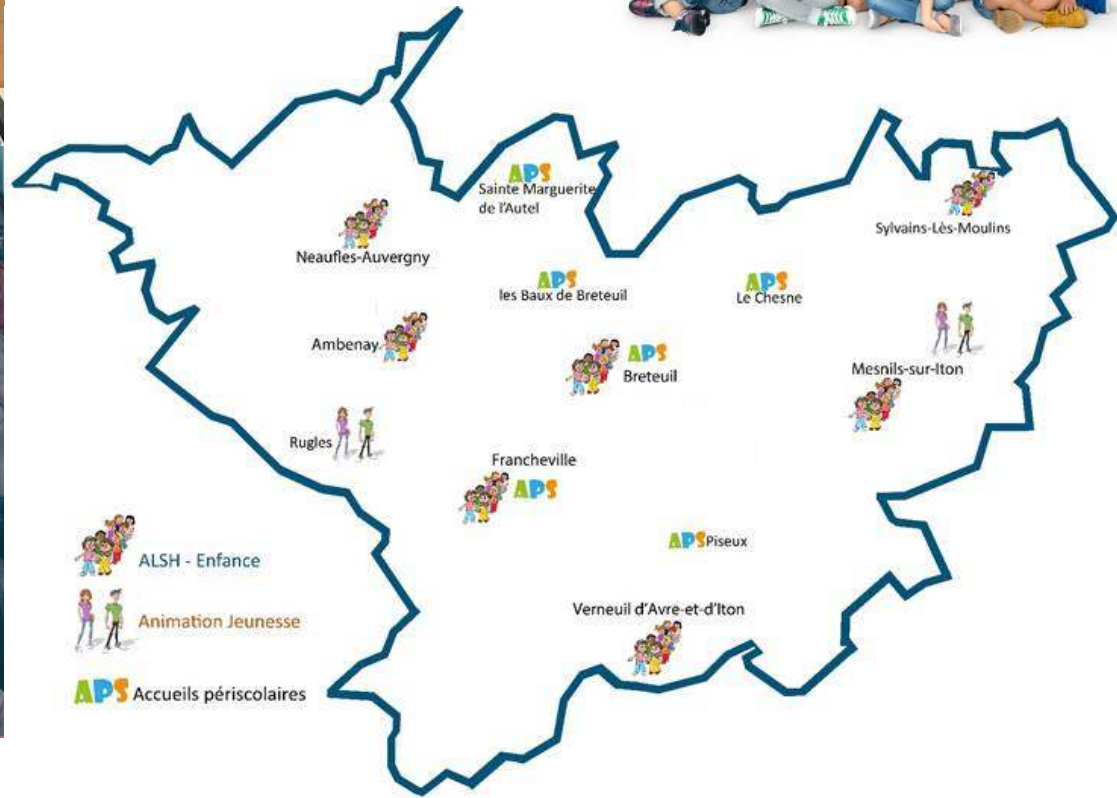 APS
Sainte Marguerite
de l'Autel
Sylvains-Lès-Moulins
Neaufles-Auvergny
APS
les Baux de Breteuil
APS
Le Chesne
Ambenay
APS
Breteuil
Mesnils-sur-Iton
Rugles
Francheville
APS
APS Piseux
ALSH - Enfance
Verneuil d'Avre-et-d'Iton
Animation Jeunesse
APS Accueils périscolaires